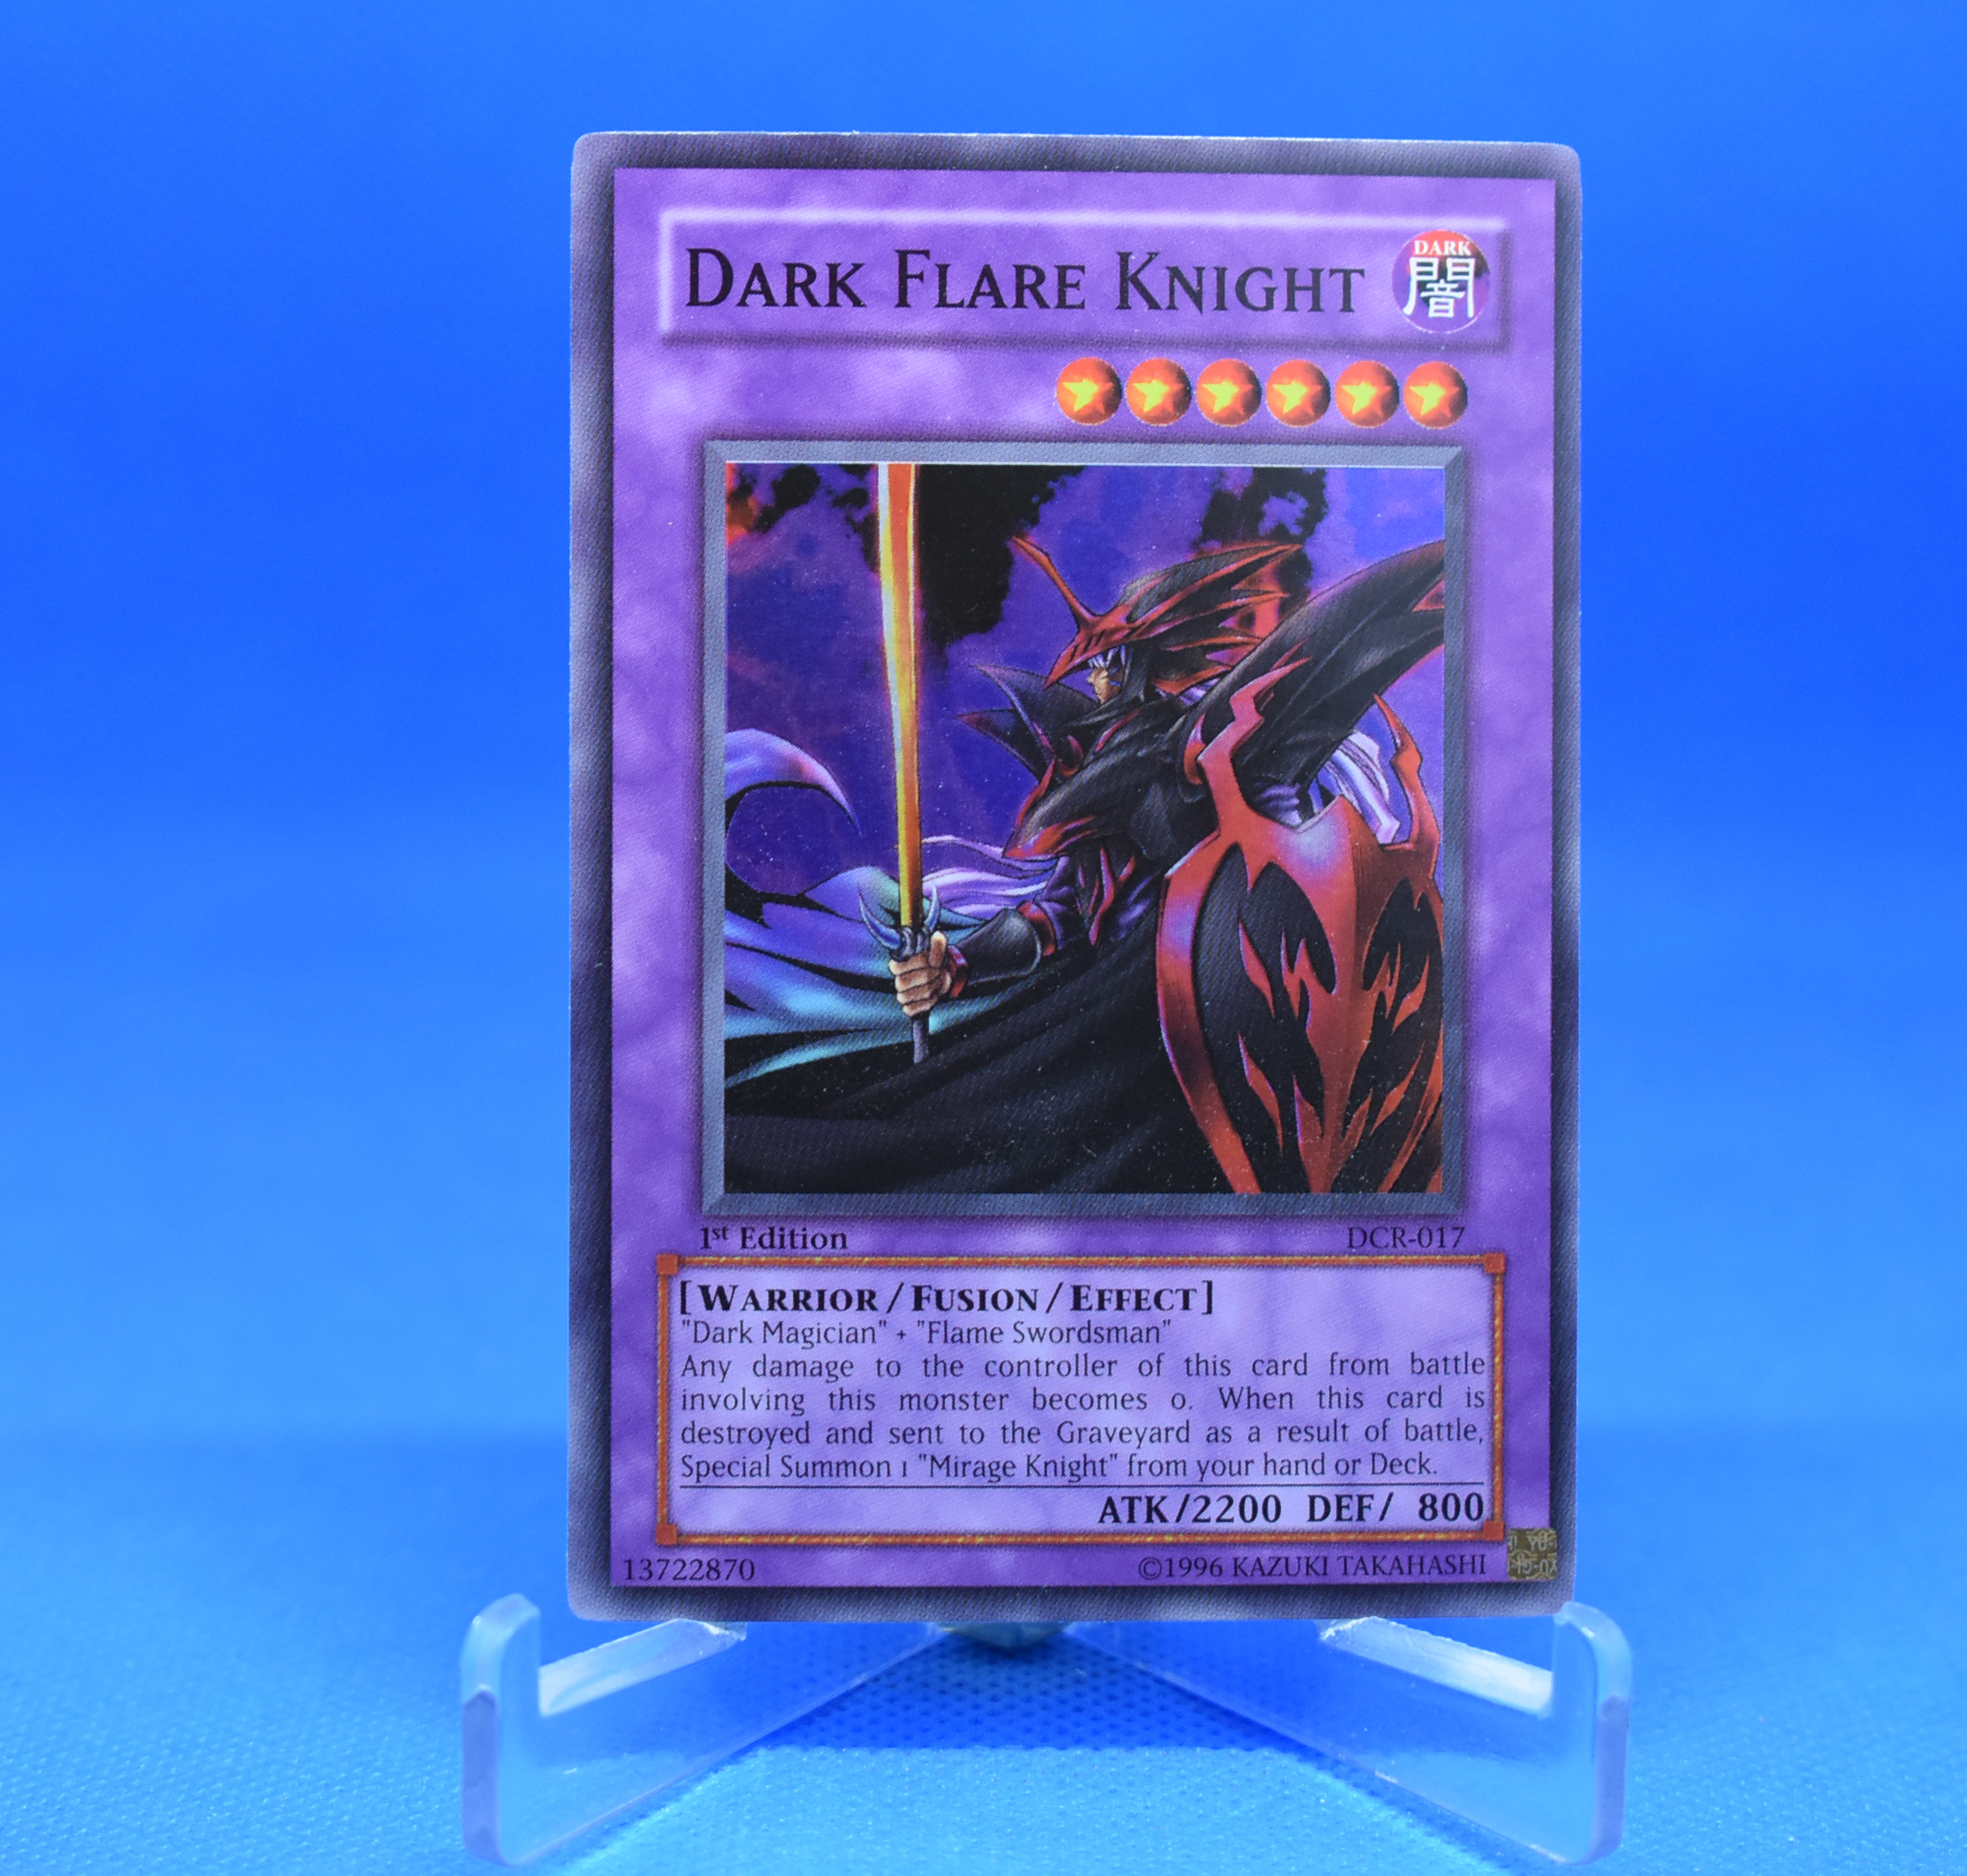 DARK FLARE KNIGHT
DARK
闇
1st Edition
DCR-017
[WARRIOR/FUSION/EFFECT]
"Dark Magician" + "Flame Swordsman"
Any damage to the controller of this card from battle
involving this monster becomes 0. When this card is
destroyed and sent to the Graveyard as a result of battle,
Special Summon 1 "Mirage Knight" from your hand or Deck.
ATK/2200 DEF/ 800
13722870
©1996 KAZUKI TAKAHASHI